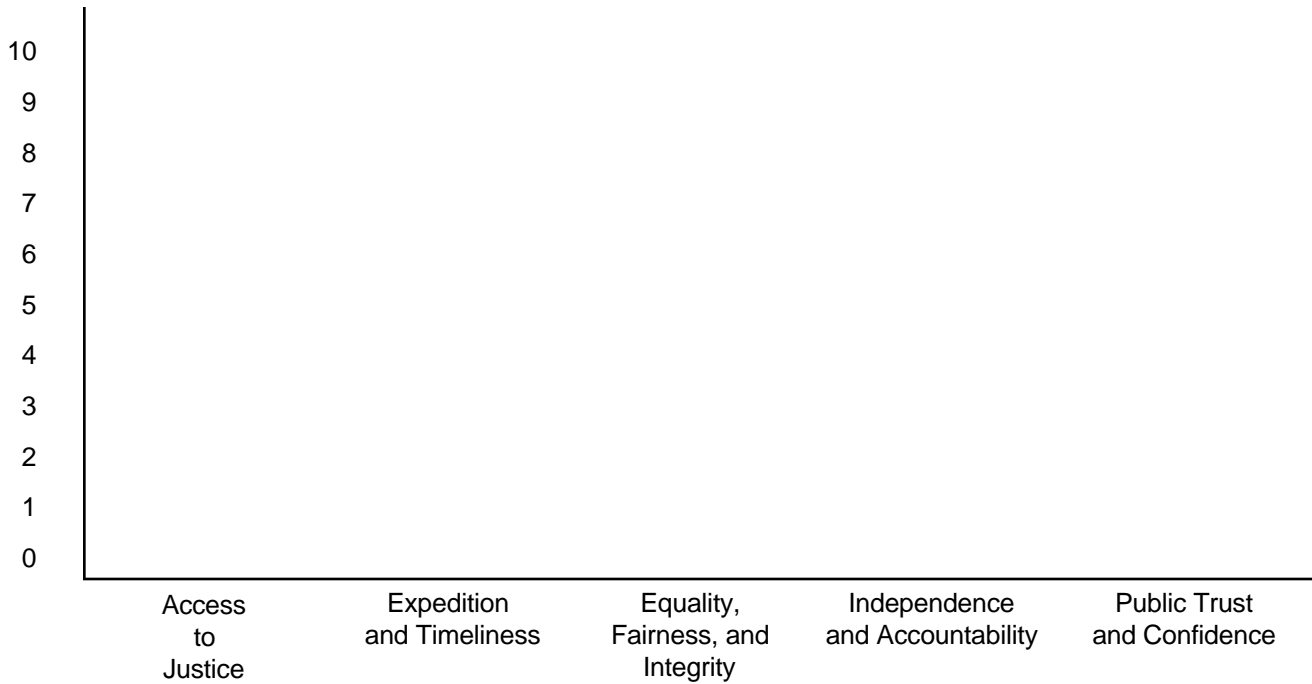 10
9
8
7
6
5
4
3
2
1
0
Access
to
Justice
Expedition
and Timeliness
Equality,
Fairness, and
Integrity
Independence
and Accountability
Public Trust
and Confidence